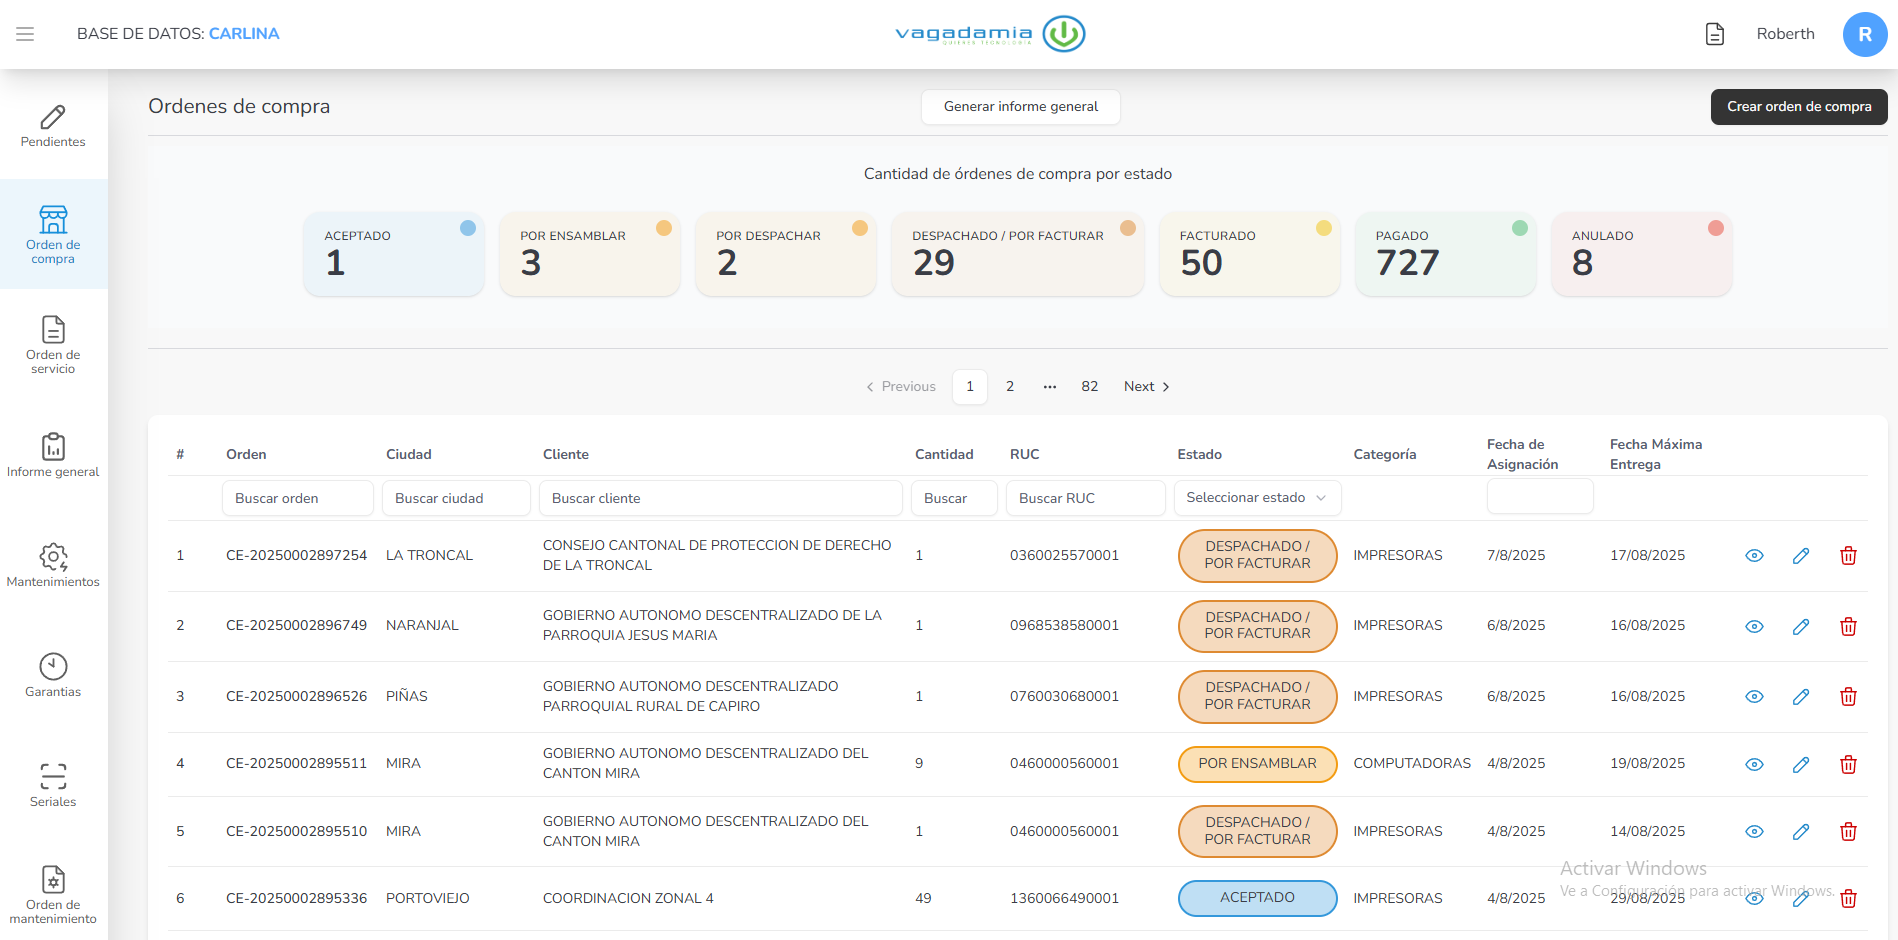 BASE DE DATOS: CARLINA
vagadamia
Roberth
R
Pendientes
Orden de
compra
Orden de
servicio
Informe general
Mantenimientos
Garantias
Seriales
Orden de
mantenimiento
Ordenes de compra
Generar informe general
Crear orden de compra
Cantidad de órdenes de compra por estado
ACEPTADO
1
POR ENSAMBLAR
3
POR DESPACHAR
2
DESPACHADO / POR FACTURAR
29
FACTURADO
50
PAGADO
727
ANULADO
8
Previous 1 2 ••• 82 Next
# Orden Ciudad Cliente Cantidad RUC Estado Categoría Fecha de Asignación Fecha Máxima Entrega
Buscar orden Buscar ciudad Buscar cliente Buscar Buscar RUC Seleccionar estado
1 CE-20250002897254 LA TRONCAL CONSEJO CANTONAL DE PROTECCION DE DERECHO DE LA TRONCAL 1 0360025570001 DESPACHADO / POR FACTURAR IMPRESORAS 7/8/2025 17/08/2025
2 CE-20250002896749 NARANJAL GOBIERNO AUTONOMO DESCENTRALIZADO DE LA PARROQUIA JESUS MARIA 1 0968538580001 DESPACHADO / POR FACTURAR IMPRESORAS 6/8/2025 16/08/2025
3 CE-20250002896526 PIÑAS GOBIERNO AUTONOMO DESCENTRALIZADO PARROQUIAL RURAL DE CAPIRO 1 0760030680001 DESPACHADO / POR FACTURAR IMPRESORAS 6/8/2025 16/08/2025
4 CE-20250002895511 MIRA GOBIERNO AUTONOMO DESCENTRALIZADO DEL CANTON MIRA 9 0460000560001 POR ENSAMBLAR COMPUTADORAS 4/8/2025 19/08/2025
5 CE-20250002895510 MIRA GOBIERNO AUTONOMO DESCENTRALIZADO DEL CANTON MIRA 1 0460000560001 DESPACHADO / POR FACTURAR IMPRESORAS 4/8/2025 14/08/2025
6 CE-20250002895336 PORTOVIEJO COORDINACION ZONAL 4 49 1360066490001 ACEPTADO IMPRESORAS 4/8/2025 29/08/2025
Activar Windows
Ve a Configuración para activar Windows.